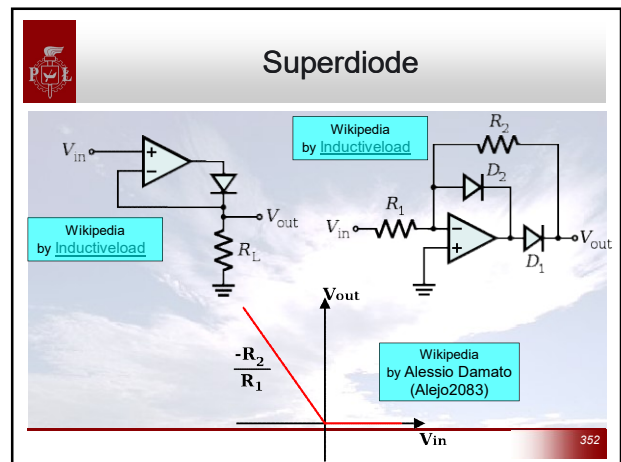 P Ł
Superdiode
Wikipedia
by Inductiveload
Vin
+
−
Vout
RL
Wikipedia
by Inductiveload
R2
D2
R1
Vin
−
+
D1
Vout
Vout
-R2
R1
Vin
Wikipedia
by Alessio Damato
(Alejo2083)
352